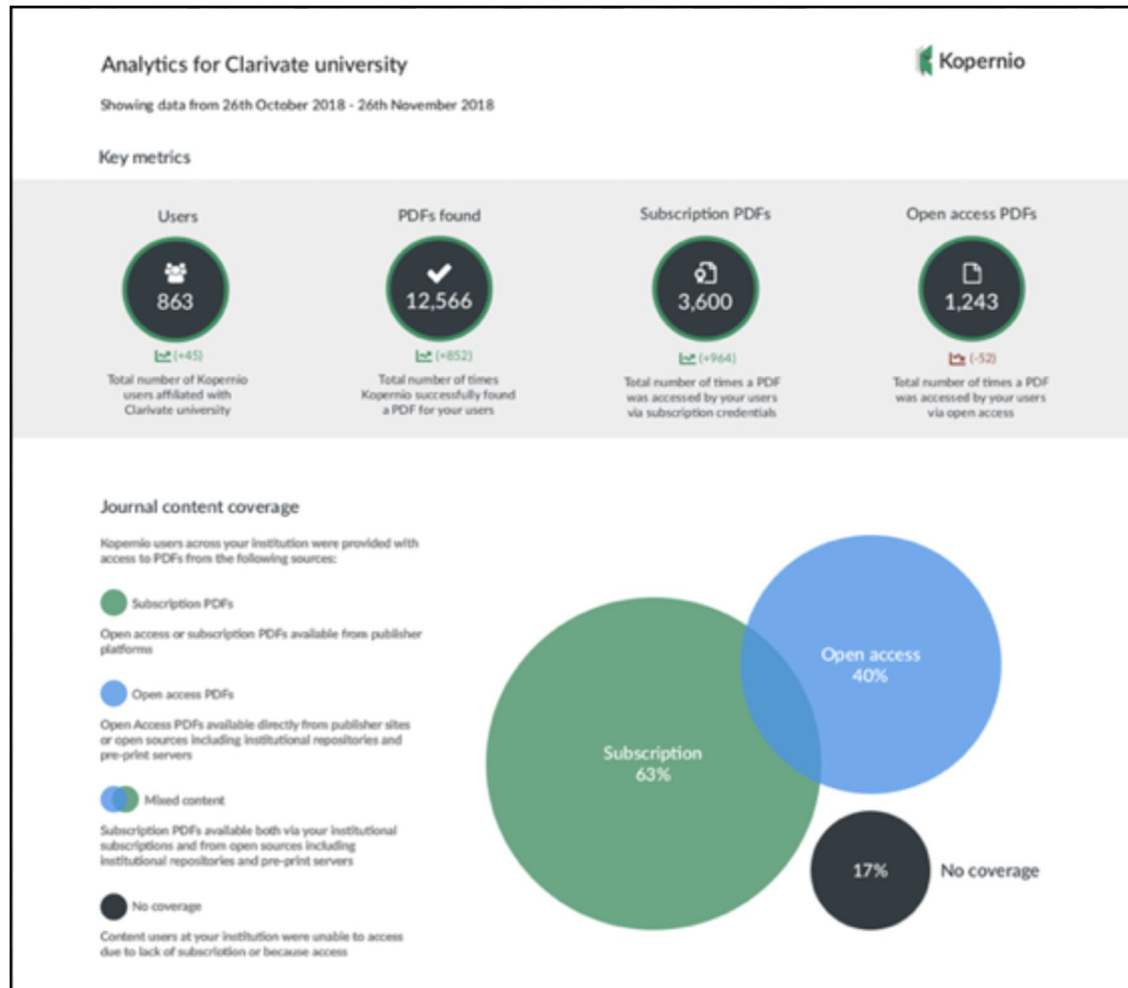 Analytics for Clarivate university
Kopernio
Showing data from 26th October 2018 - 26th November 2018
Key metrics
Users
863
(+45)
Total number of Kopernio
users affiliated with
Clarivate university
PDFs found
12,566
(+852)
Total number of times
Kopernio successfully found
a PDF for your users
Subscription PDFs
3,600
(+964)
Total number of times a PDF
was accessed by your users
via subscription credentials
Open access PDFs
1,243
(-52)
Total number of times a PDF
was accessed by your users
via open access
Journal content coverage
Kopernio users across your institution were provided with
access to PDFs from the following sources:
Subscription PDFs
Open access or subscription PDFs available from publisher
platforms
Open access PDFs
Open Access PDFs available directly from publisher sites
or open sources including institutional repositories and
pre-print servers
Mixed content
Subscription PDFs available both via your institutional
subscriptions and from open sources including
institutional repositories and pre-print servers
No coverage
Content users at your institution were unable to access
due to lack of subscription or because access
Open access
40%
Subscription
63%
17%
No coverage